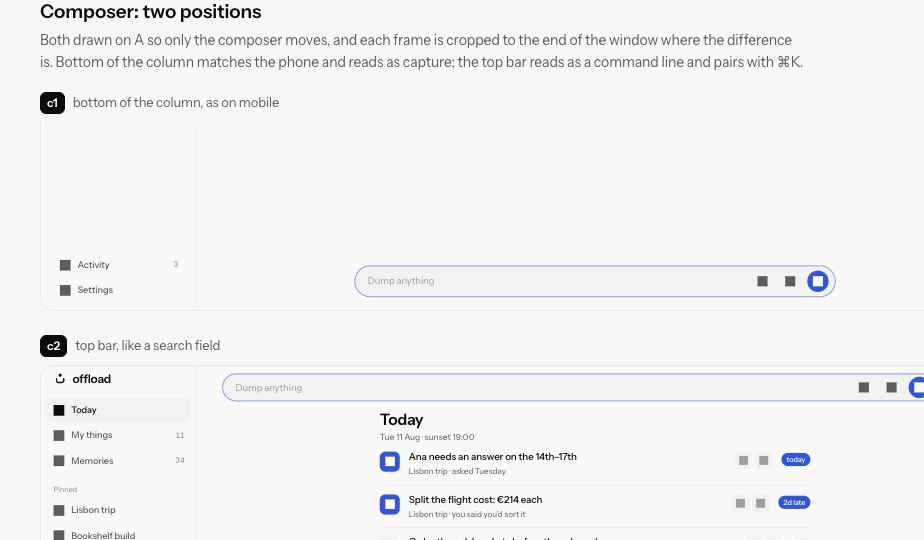 Composer: two positions
Both drawn on A so only the composer moves, and each frame is cropped to the end of the window where the difference
is. Bottom of the column matches the phone and reads as capture; the top bar reads as a command line and pairs with ⌘K.
c1 bottom of the column, as on mobile
Activity 3
Settings
Dump anything
c2 top bar, like a search field
offload
Dump anything
Today
My things 11
Memories 34
Pinned
Lisbon trip
Bookshelf build
Today
Tue 11 Aug · sunset 19:00
Ana needs an answer on the 14th–17th
today
Lisbon trip · asked Tuesday
Split the flight cost: €214 each
2d late
Lisbon trip · you said you'd sort it